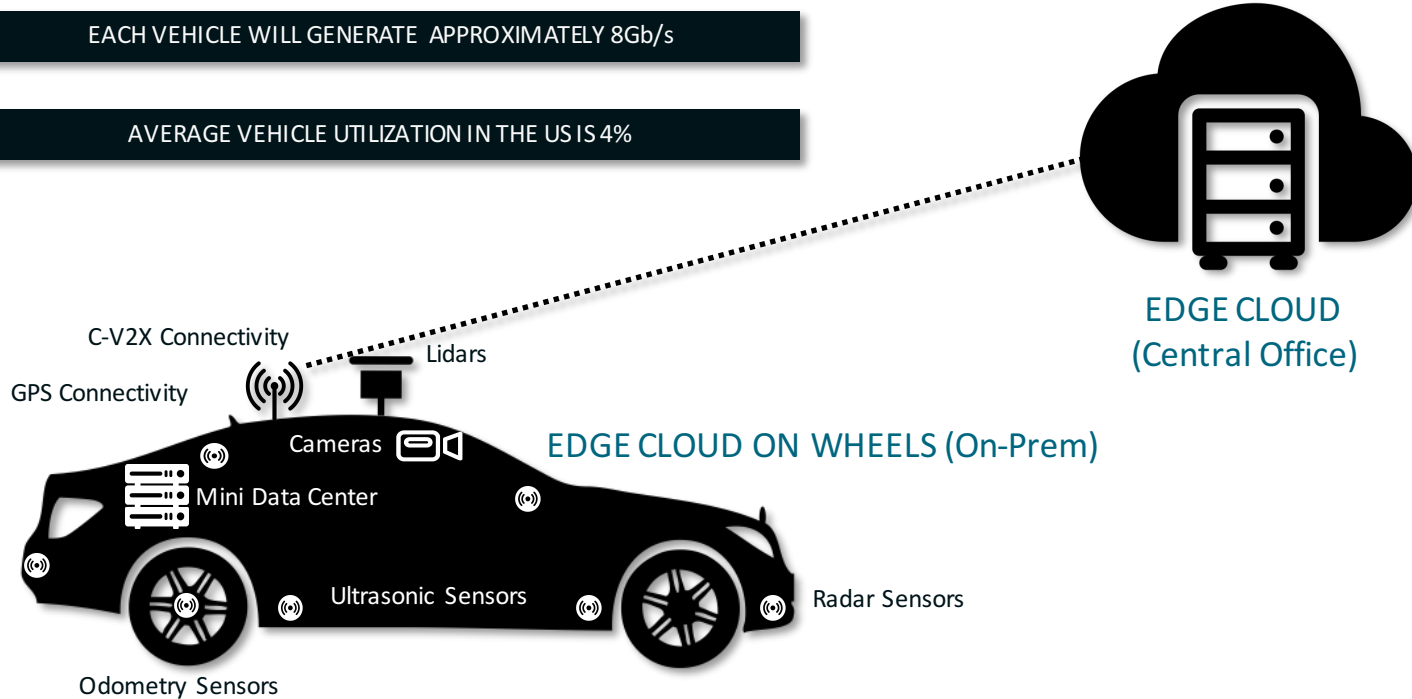 EACH VEHICLE WILL GENERATE APPROXIMATELY 8Gb/s
AVERAGE VEHICLE UTILIZATION IN THE US IS 4%
EDGE CLOUD
(Central Office)
C-V2X Connectivity
Lidars
GPS Connectivity
Cameras
EDGE CLOUD ON WHEELS (On-Prem)
Mini Data Center
Ultrasonic Sensors
Radar Sensors
Odometry Sensors